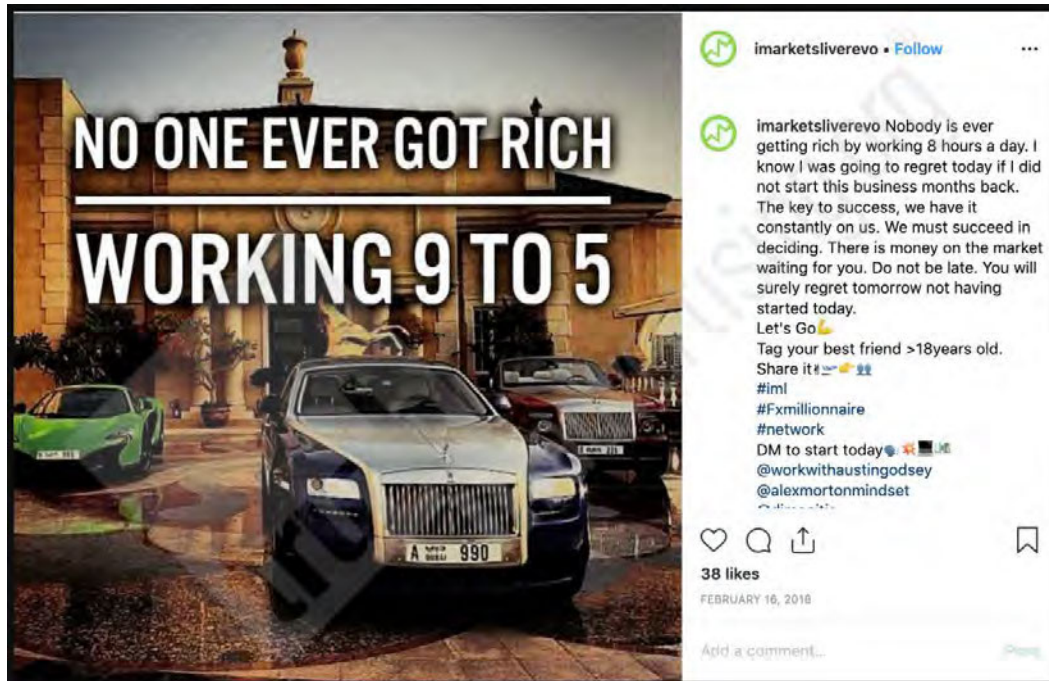 NO ONE EVER GOT RICH
WORKING 9 TO 5
A 990
imarketsliverevo • Follow
imarketsliverevo Nobody is ever
getting rich by working 8 hours a day. I
know I was going to regret today if I did
not start this business months back.
The key to success, we have it
constantly on us. We must succeed in
deciding. There is money on the market
waiting for you. Do not be late. You will
surely regret tomorrow not having
started today.
Let's Go💪
Tag your best friend >18years old.
Share it
#iml
#Fxmillionnaire
#network
DM to start today
@workwithaustingodsey
@alexmortonmindset
38 likes
FEBRUARY 16, 2018
Add a comment...
Post